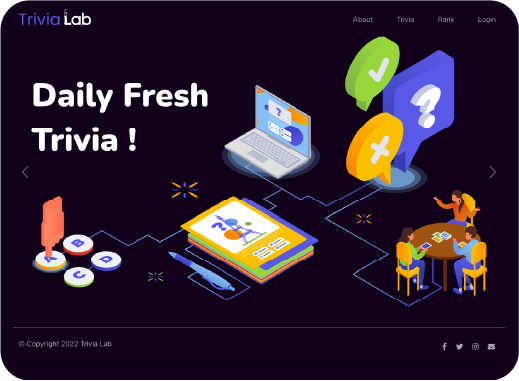 Trivia Lab
About Trivia Rank Login
Daily Fresh
Trivia !
?
?
A B C D
?
© Copyright 2022 Trivia Lab